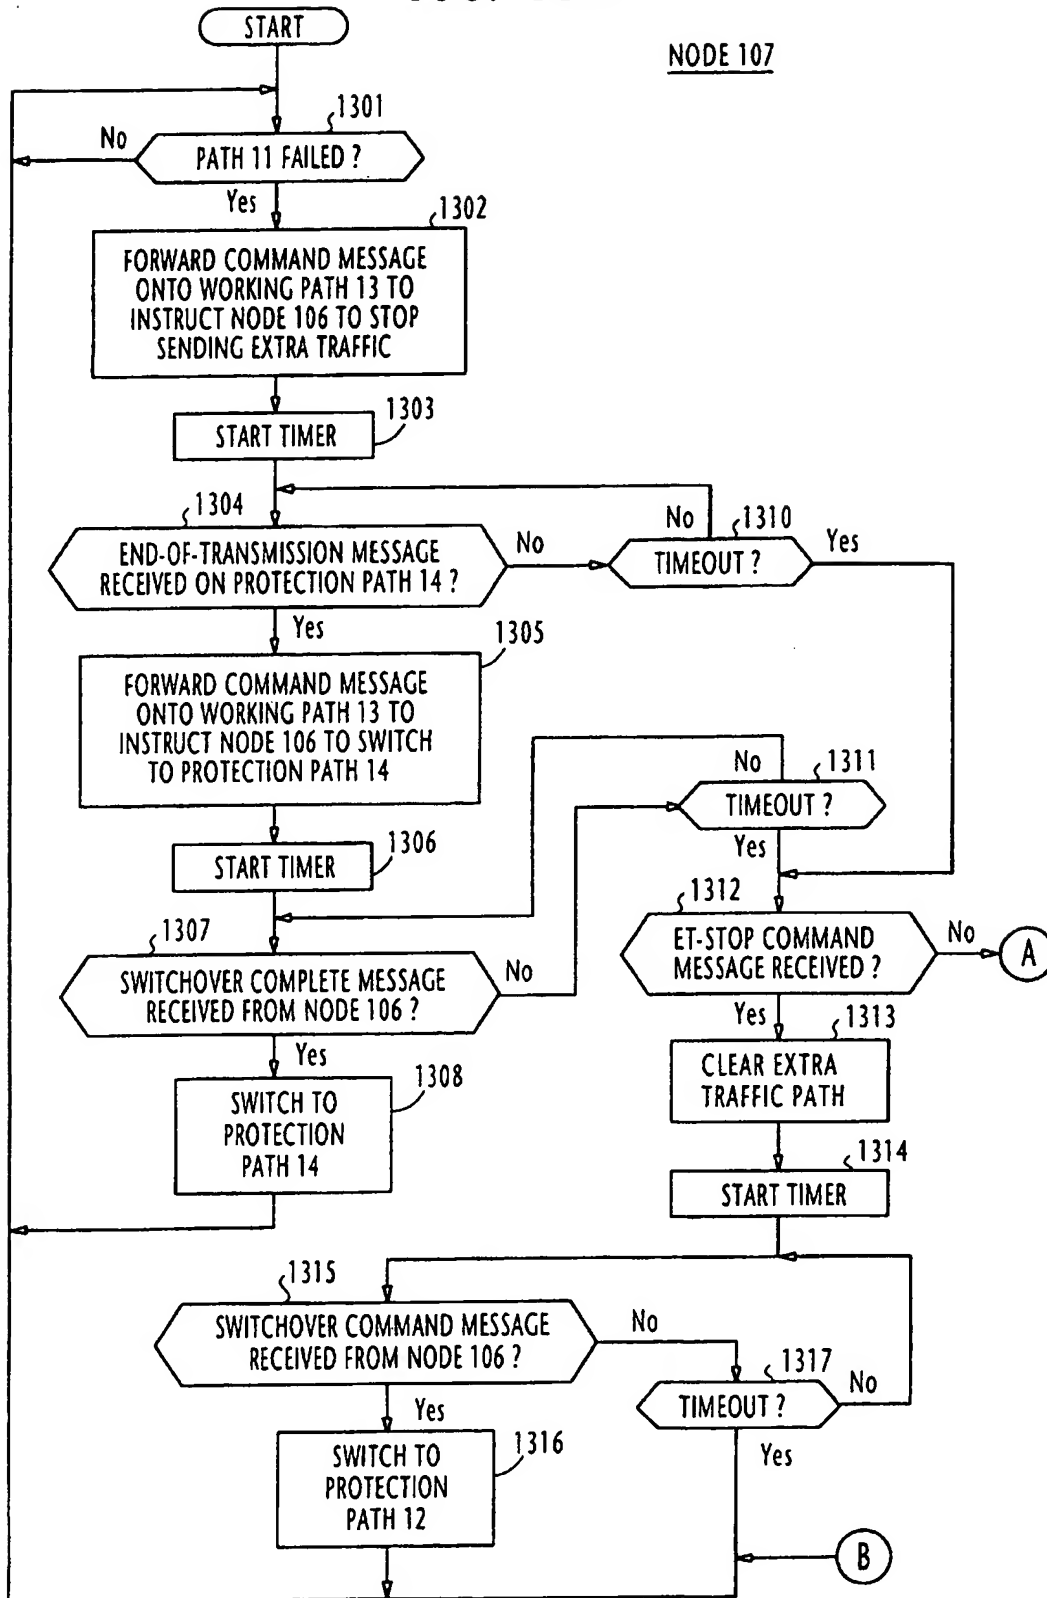 START
NODE 107
1301
No
PATH 11 FAILED ?
Yes
1302
FORWARD COMMAND MESSAGE
ONTO WORKING PATH 13 TO
INSTRUCT NODE 106 TO STOP
SENDING EXTRA TRAFFIC
1303
START TIMER
1304
END-OF-TRANSMISSION MESSAGE
RECEIVED ON PROTECTION PATH 14 ?
No
No
1310
TIMEOUT ?
Yes
Yes
1305
FORWARD COMMAND MESSAGE
ONTO WORKING PATH 13 TO
INSTRUCT NODE 106 TO SWITCH
TO PROTECTION PATH 14
No
1311
TIMEOUT ?
Yes
1306
START TIMER
1307
SWITCHOVER COMPLETE MESSAGE
RECEIVED FROM NODE 106 ?
No
1312
ET-STOP COMMAND
MESSAGE RECEIVED ?
No
A
Yes
1308
SWITCH TO
PROTECTION
PATH 14
Yes
1313
CLEAR EXTRA
TRAFFIC PATH
1314
START TIMER
1315
SWITCHOVER COMMAND MESSAGE
RECEIVED FROM NODE 106 ?
No
1317
TIMEOUT ?
No
Yes
Yes
1316
SWITCH TO
PROTECTION
PATH 12
B